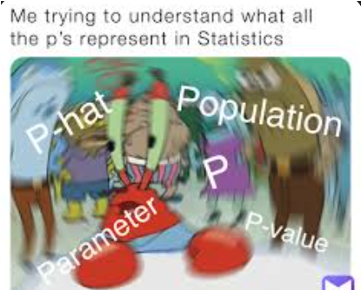 Me trying to understand what all
the p's represent in Statistics
P-hat
Population
P
Parameter
P-value